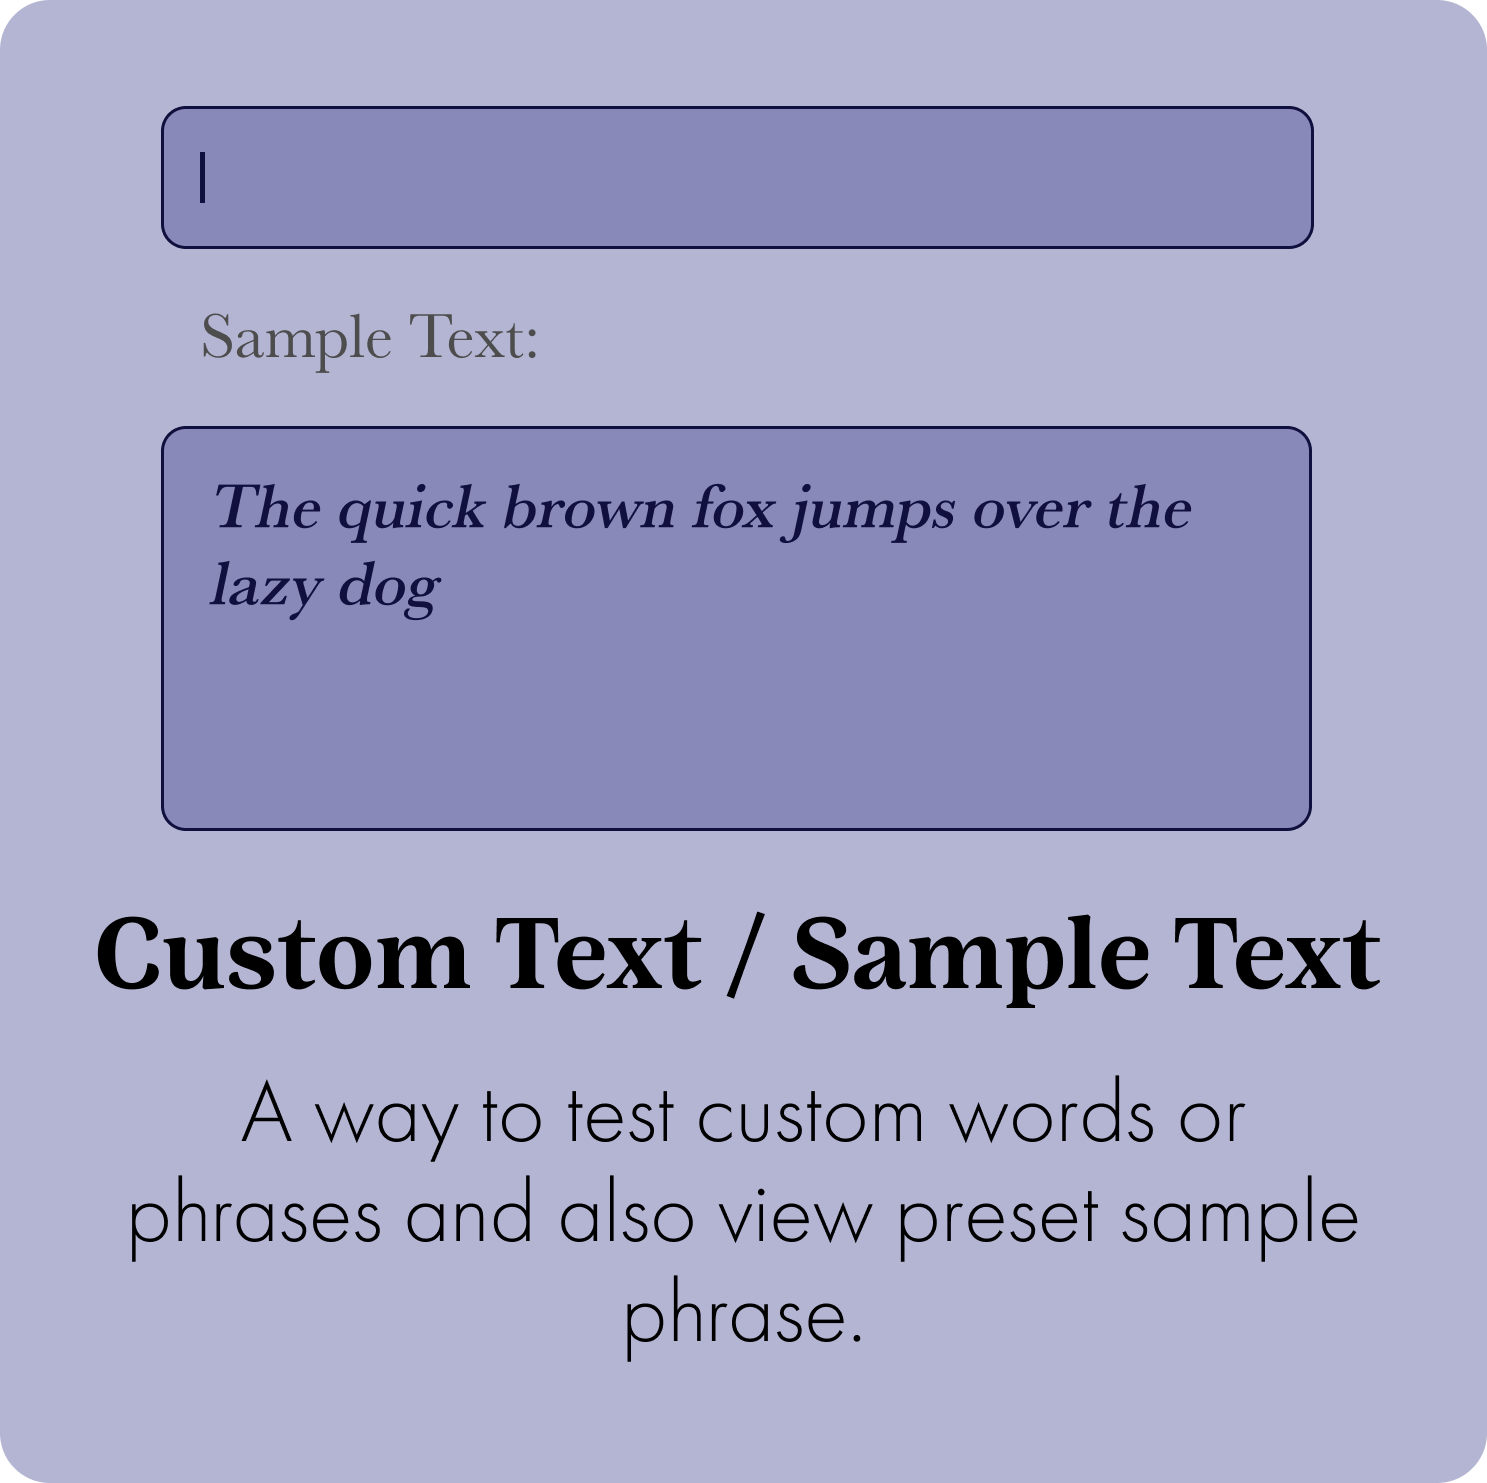 Sample Text:
The quick brown fox jumps over the
lazy dog
Custom Text / Sample Text
A way to test custom words or
phrases and also view preset sample
phrase.